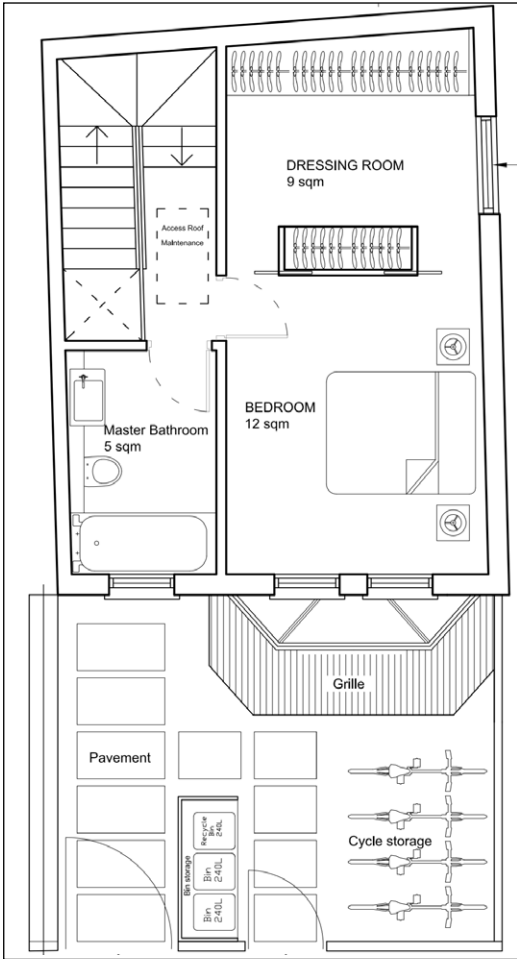 DRESSING ROOM
9 sqm
Access Roof
Maintenance
BEDROOM
12 sqm
Master Bathroom
5 sqm
Grille
Pavement
Cycle storage
Bin storage
Recycle
Bin
240L
Bin
240L
Bin
240L